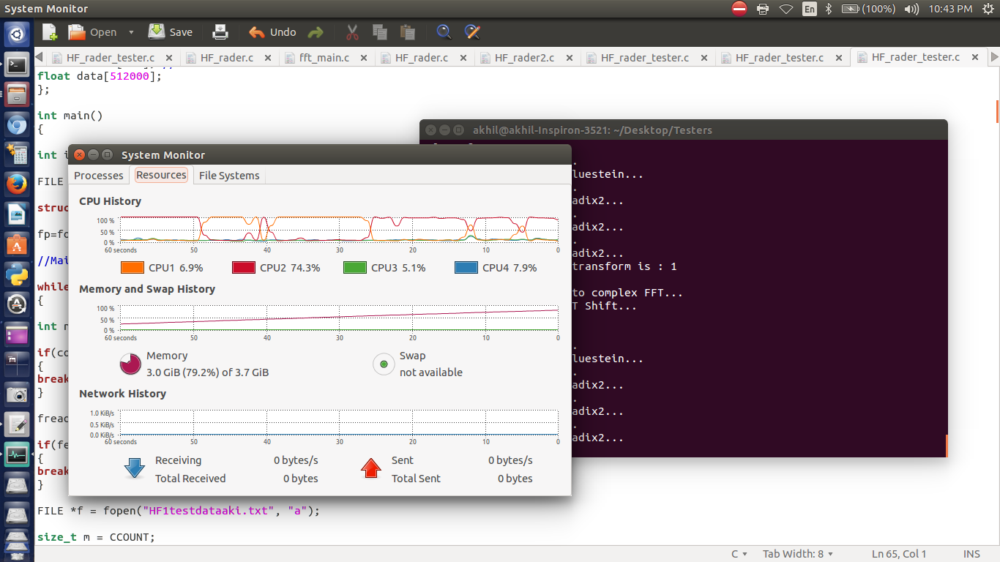 System Monitor
En (100%) 10:43 PM
Open Save Undo
HF_rader_tester.c HF_rader.c fft_main.c HF_rader.c HF_rader2.c HF_rader_tester.c HF_rader_tester.c HF_rader_tester.c
float data[512000];
};
int main()
{
int i
FILE
struc
fp=fo
//Mai
while
{
int n
if(co
{
break
}
freac
if(fe
{
break
}
FILE *f = fopen("HF1testdataaki.txt", "a");
size_t m = CCOUNT;
akhil@akhil-Inspiron-3521: ~/Desktop/Testers
.
luestein...
.
adix2...
.
adix2...
.
adix2...
transform is : 1
to complex FFT...
T Shift...
.
luestein...
.
adix2...
.
adix2...
.
adix2...
System Monitor
Processes Resources File Systems
CPU History
100 %
50 %
0 %
60 seconds 50 40 30 20 10 0
CPU1 6.9% CPU2 74.3% CPU3 5.1% CPU4 7.9%
Memory and Swap History
100 %
50 %
0 %
60 seconds 50 40 30 20 10 0
Memory
3.0 GiB (79.2%) of 3.7 GiB
Swap
not available
Network History
1.0 KiB/s
0.5 KiB/s
0.0 KiB/s
60 seconds 50 40 30 20 10 0
Receiving 0 bytes/s
Total Received 0 bytes
Sent 0 bytes/s
Total Sent 0 bytes
C Tab Width: 8 Ln 65, Col 1 INS